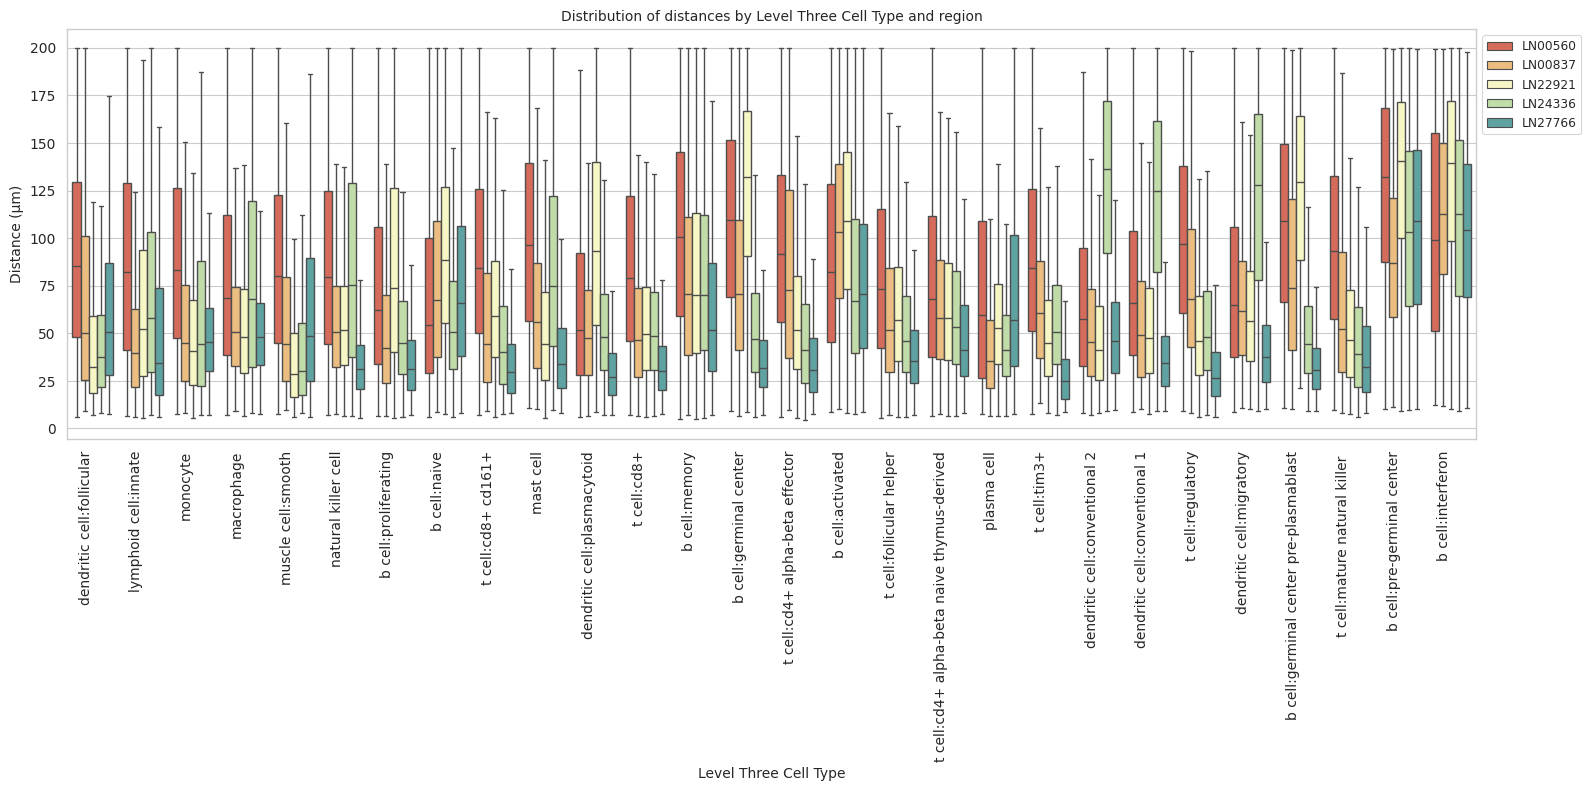 Distribution of distances by Level Three Cell Type and region
Distance (µm)
200
175
150
125
100
75
50
25
0
LN00560
LN00837
LN22921
LN24336
LN27766
dendritic cell:follicular
lymphoid cell:innate
monocyte
macrophage
muscle cell:smooth
natural killer cell
b cell:proliferating
b cell:naive
t cell:cd8+ cd161+
mast cell
dendritic cell:plasmacytoid
t cell:cd8+
b cell:memory
b cell:germinal center
t cell:cd4+ alpha-beta effector
b cell:activated
t cell:follicular helper
t cell:cd4+ alpha-beta naive thymus-derived
plasma cell
t cell:tim3+
dendritic cell:conventional 2
dendritic cell:conventional 1
t cell:regulatory
dendritic cell:migratory
b cell:germinal center pre-plasmablast
t cell:mature natural killer
b cell:pre-germinal center
b cell:interferon
Level Three Cell Type